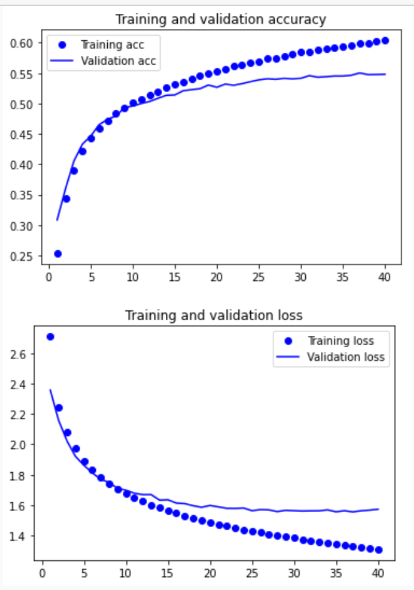 Training and validation accuracy
Training acc
Validation acc
0.60
0.55
0.50
0.45
0.40
0.35
0.30
0.25
0 5 10 15 20 25 30 35 40
Training and validation loss
Training loss
Validation loss
2.6
2.4
2.2
2.0
1.8
1.6
1.4
0 5 10 15 20 25 30 35 40